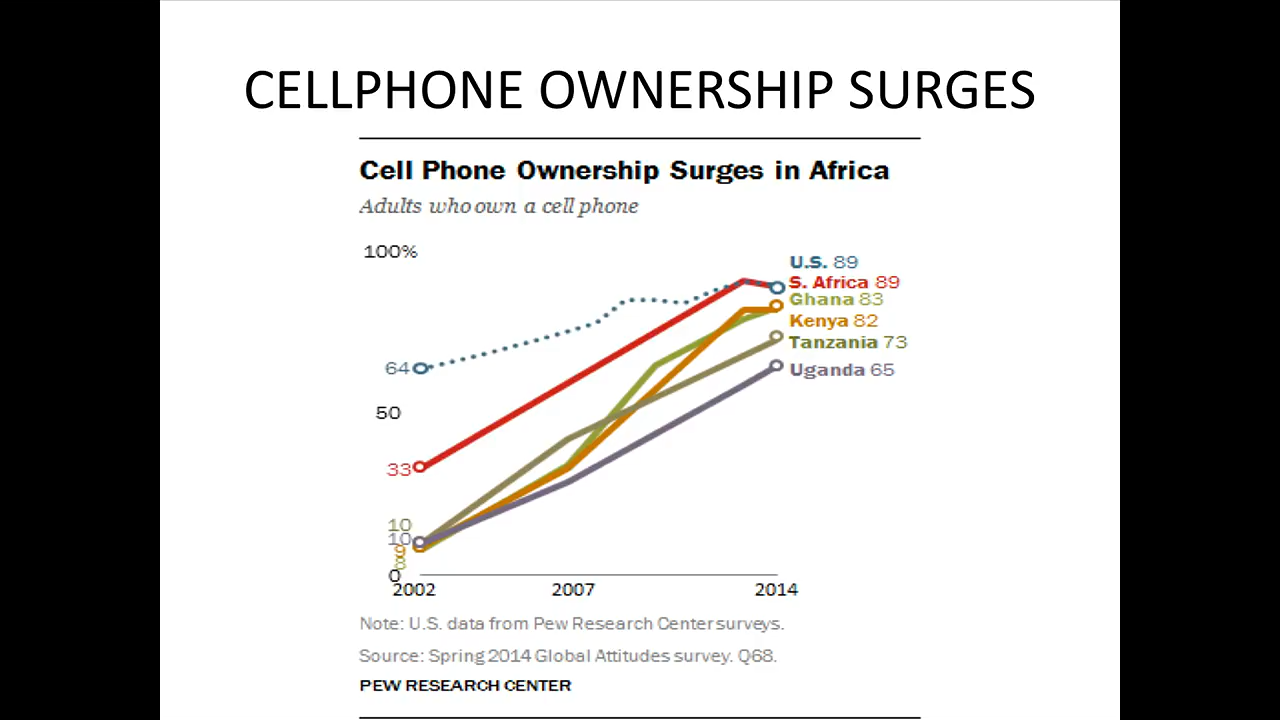 CELLPHONE OWNERSHIP SURGES
Cell Phone Ownership Surges in Africa
Adults who own a cell phone
100%
U.S. 89
S. Africa 89
Ghana 83
Kenya 82
Tanzania 73
Uganda 65
64
50
33
10
10
9
8
0
2002 2007 2014
Note: U.S. data from Pew Research Center surveys.
Source: Spring 2014 Global Attitudes survey. Q68.
PEW RESEARCH CENTER